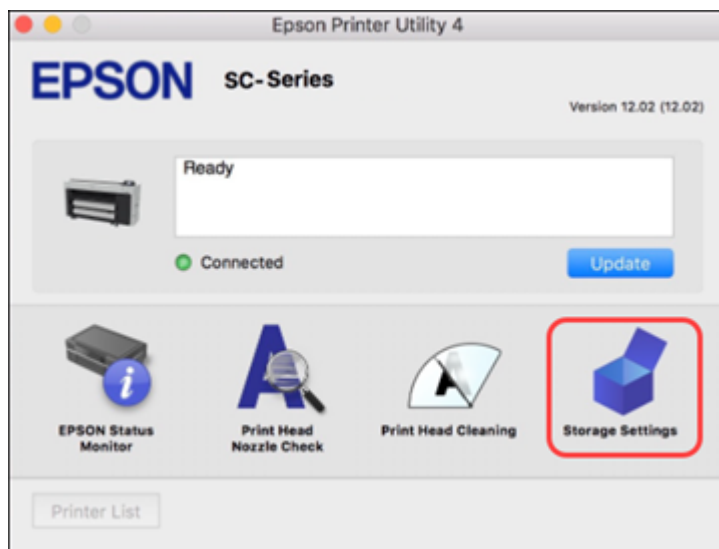 Epson Printer Utility 4
EPSON SC-Series
Version 12.02 (12.02)
Ready
Connected
Update
EPSON Status
Monitor
Print Head
Nozzle Check
Print Head Cleaning
Storage Settings
Printer List